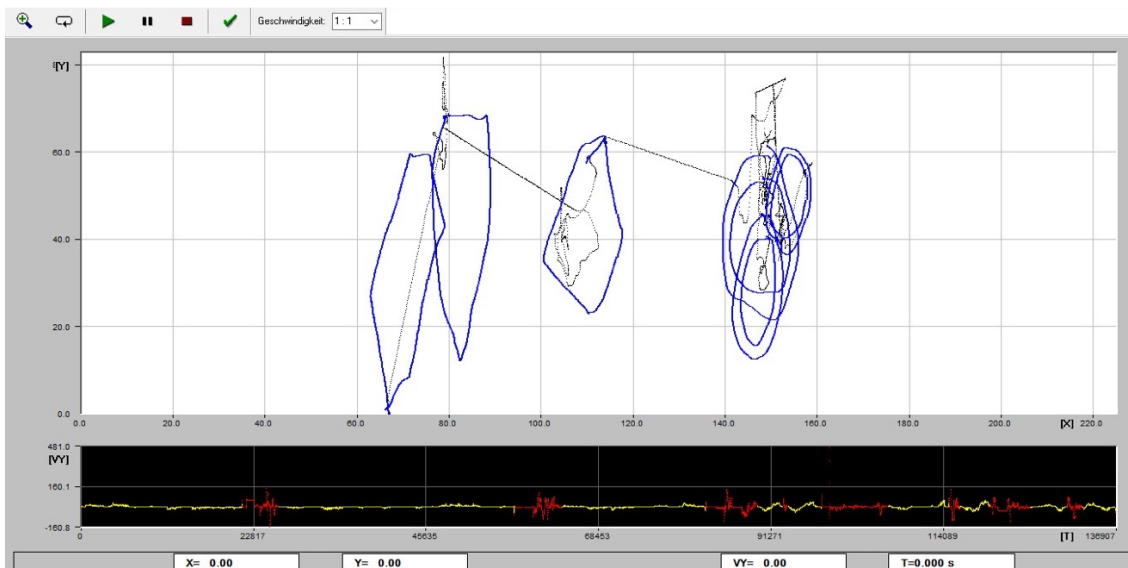 Geschwindigkeit: 1 : 1
[Y]
60.0
40.0
20.0
0.0
0.0 20.0 40.0 60.0 80.0 100.0 120.0 140.0 160.0 180.0 200.0 [X] 220.0
481.0
[VY]
160.1
-160.8
0 22817 45635 68453 91271 114089 [T] 136907
X= 0.00 Y= 0.00 VY= 0.00 T=0.000 s